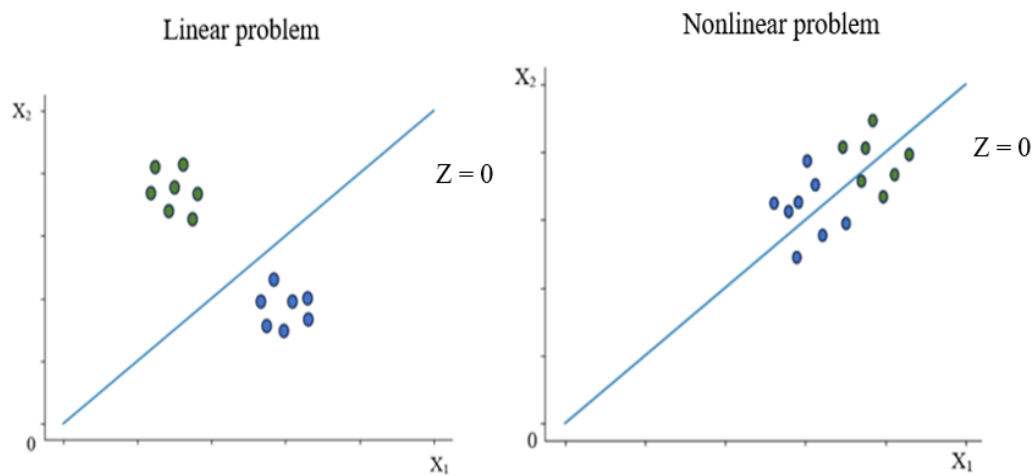 Linear problem
X₂
Z = 0
0
X₁
Nonlinear problem
X₂
Z = 0
0
X₁